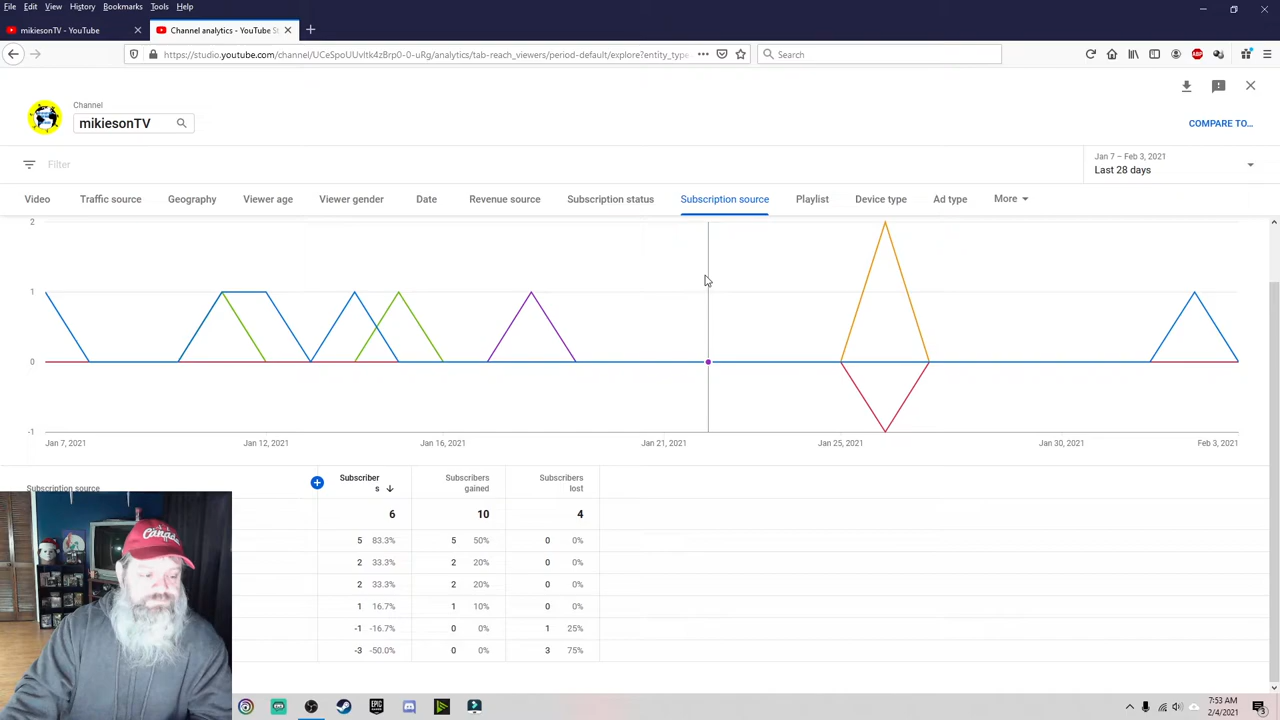 File Edit View History Bookmarks Tools Help
mikiesonTV - YouTube
Channel analytics - YouTube S
https://studio.youtube.com/channel/UCeSpoUUvItk4zBrp0-0-uRg/analytics/tab-reach_viewers/period-default/explore?entity_type
Search
Channel
mikiesonTV
COMPARE TO...
Filter
Jan 7 – Feb 3, 2021
Last 28 days
Video Traffic source Geography Viewer age Viewer gender Date Revenue source Subscription status Subscription source Playlist Device type Ad type More
2
1
0
-1
Jan 7, 2021 Jan 12, 2021 Jan 16, 2021 Jan 21, 2021 Jan 25, 2021 Jan 30, 2021 Feb 3, 2021
Subscription source
Subscriber
s
Subscribers
gained
Subscribers
lost
6 10 4
5 83.3% 5 50% 0 0%
2 33.3% 2 20% 0 0%
2 33.3% 2 20% 0 0%
1 16.7% 1 10% 0 0%
-1 -16.7% 0 0% 1 25%
-3 -50.0% 0 0% 3 75%
Canada
ABP
EPIC
7:53 AM
2/4/2021
3